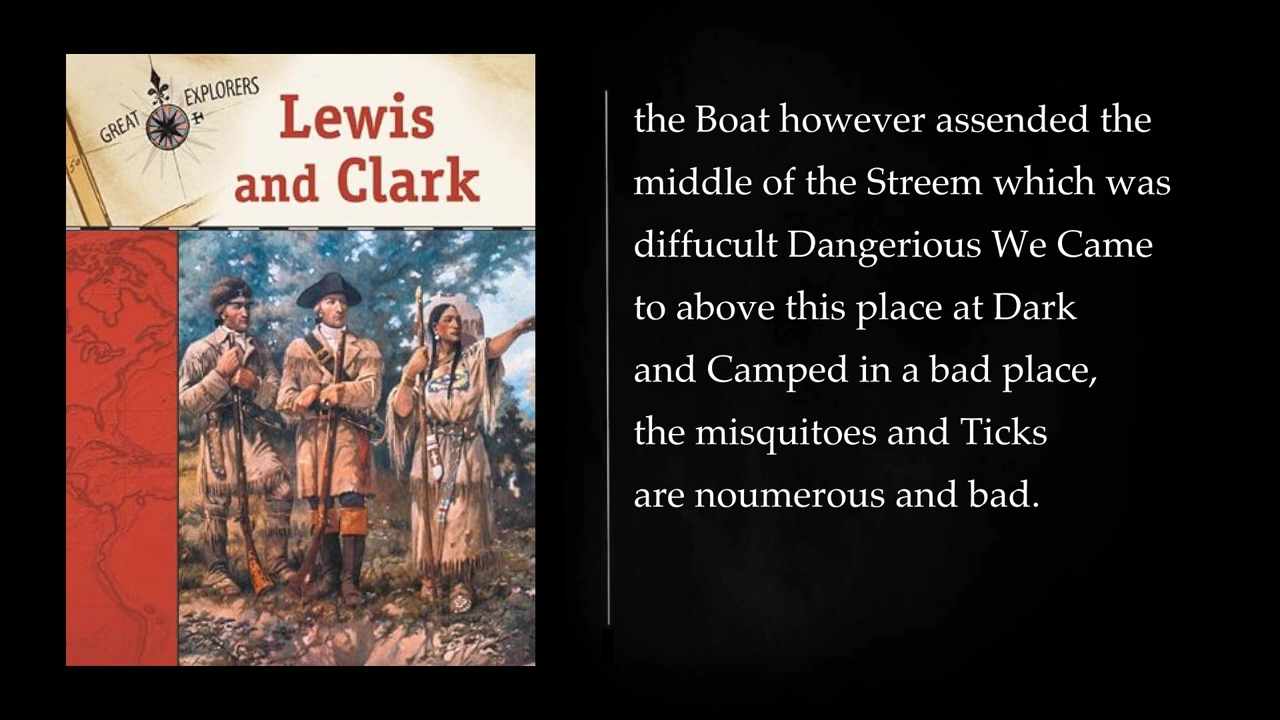 GREAT EXPLORERS
Lewis
and Clark
50
the Boat however assended the
middle of the Streem which was
diffucult Dangerious We Came
to above this place at Dark
and Camped in a bad place,
the misquitoes and Ticks
are noumerous and bad.